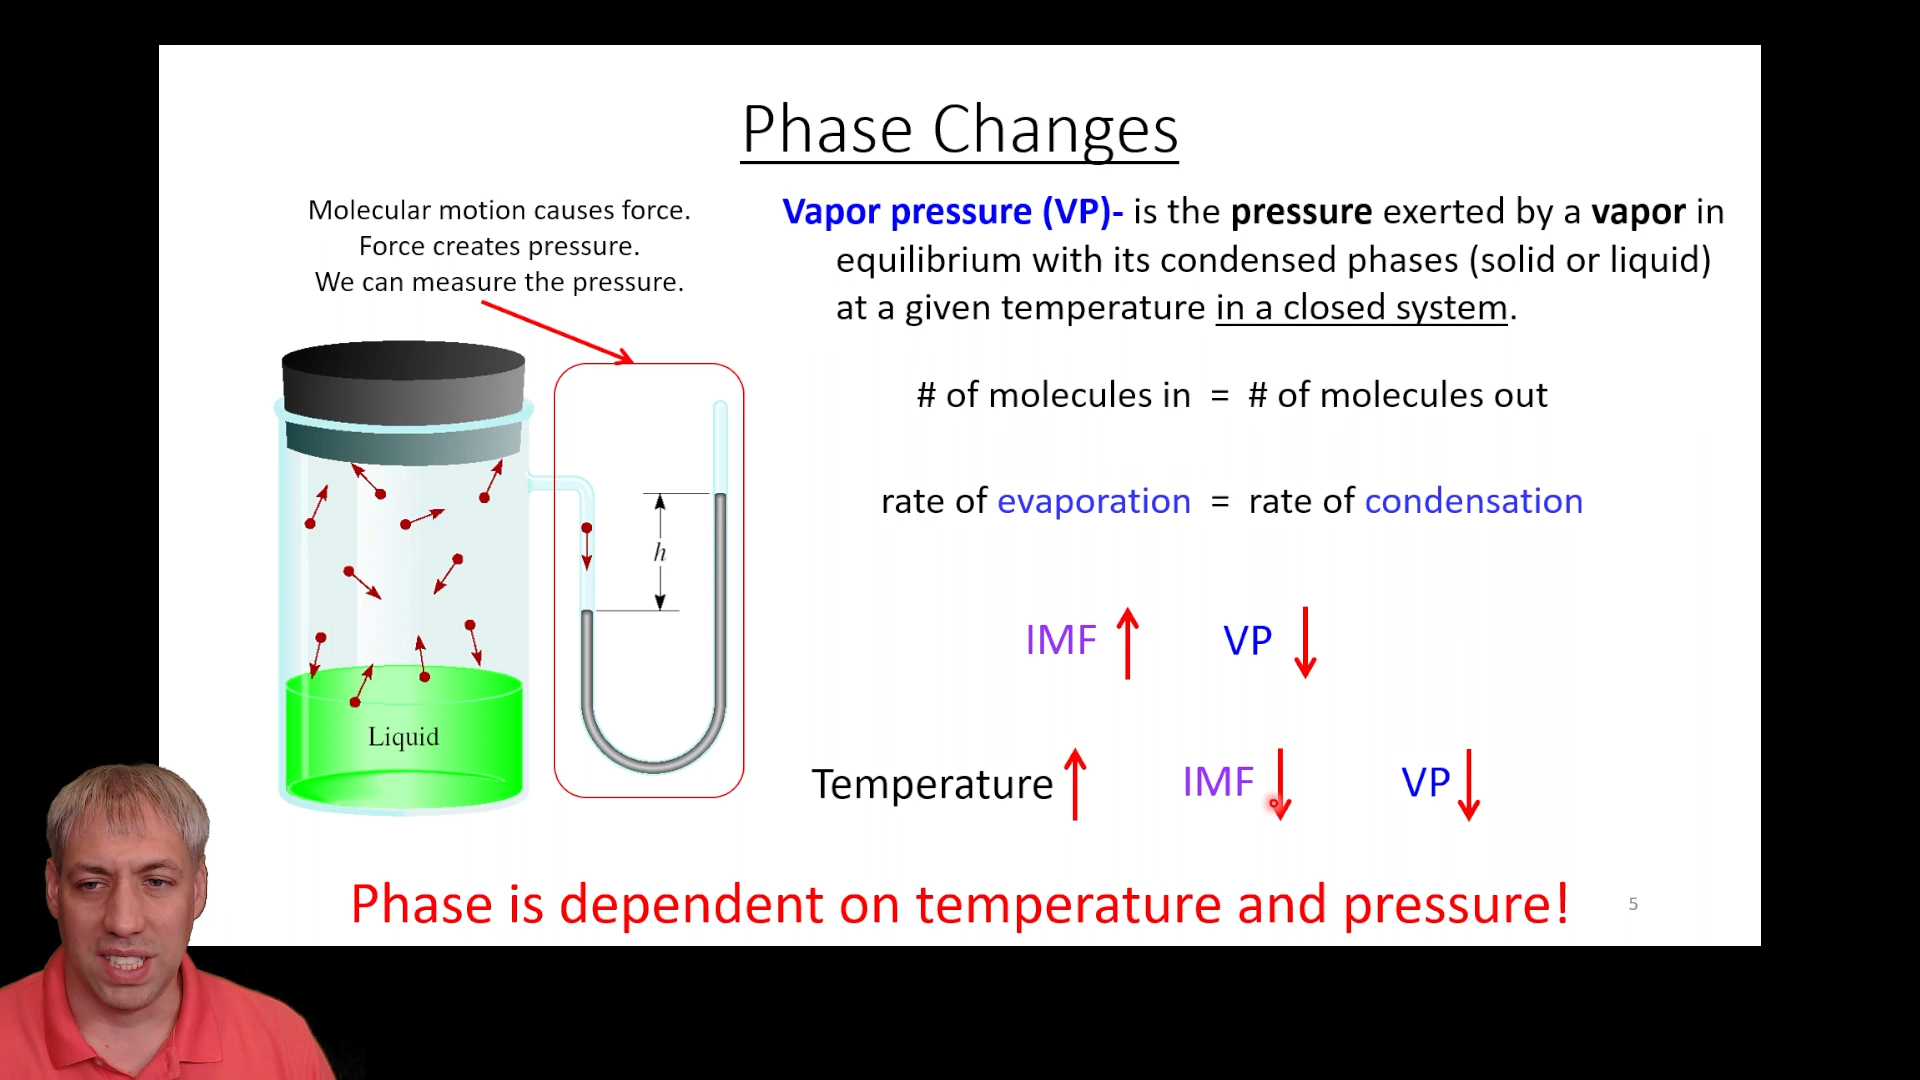 Phase Changes
Molecular motion causes force.
Force creates pressure.
We can measure the pressure.
Vapor pressure (VP)- is the pressure exerted by a vapor in
equilibrium with its condensed phases (solid or liquid)
at a given temperature in a closed system.
# of molecules in = # of molecules out
rate of evaporation = rate of condensation
h
Liquid
IMF ↑ VP ↓
Temperature ↑ IMF ↓ VP ↓
Phase is dependent on temperature and pressure!
5